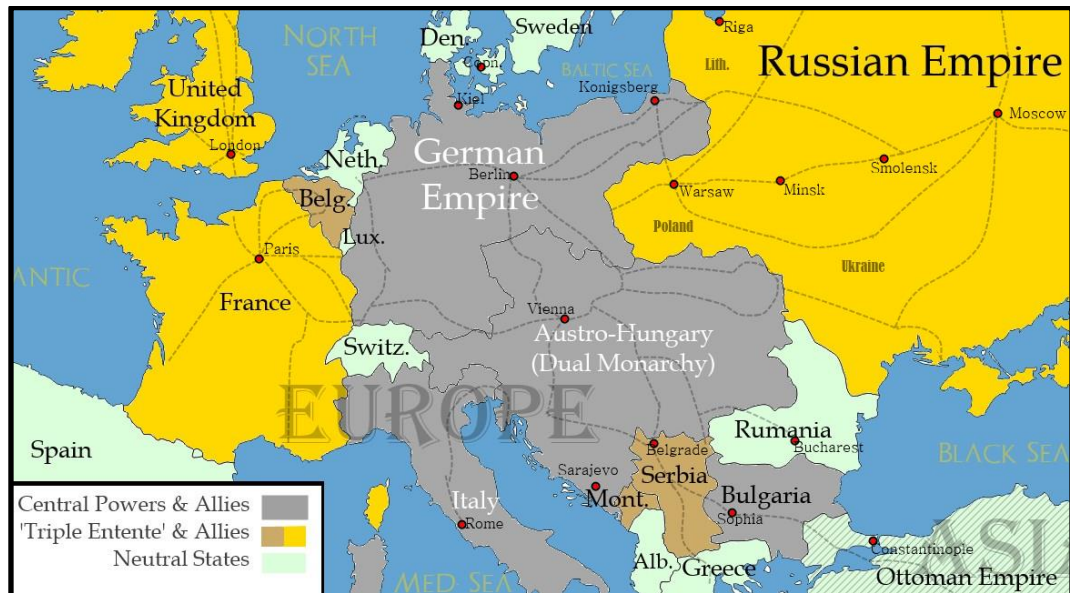 NORTH
SEA
Den.
Copn.
Sweden
BALTIC SEA
Riga
Lith.
Russian Empire
Konigsberg
Kiel
Moscow
United
Kingdom
London
Neth.
German
Empire
Berlin
Smolensk
Minsk
Warsaw
Belg.
Lux.
Poland
Ukraine
Paris
ANTIC
France
Vienna
Austro-Hungary
(Dual Monarchy)
Switz.
EUROPE
Spain
Rumania
Bucharest
BLACK SEA
Belgrade
Serbia
Sarajevo
Mont.
Bulgaria
Sophia
Italy
Rome
Constantinople
ASI
Alb.
Greece
Ottoman Empire
MED SEA
Central Powers & Allies
'Triple Entente' & Allies
Neutral States